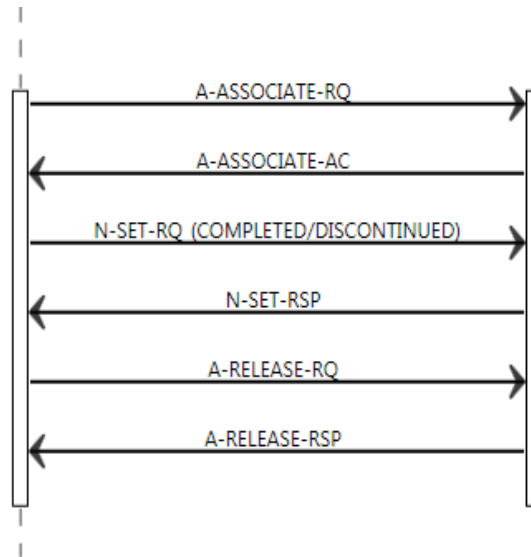 A-ASSOCIATE-RQ
A-ASSOCIATE-AC
N-SET-RQ (COMPLETED/DISCONTINUED)
N-SET-RSP
A-RELEASE-RQ
A-RELEASE-RSP